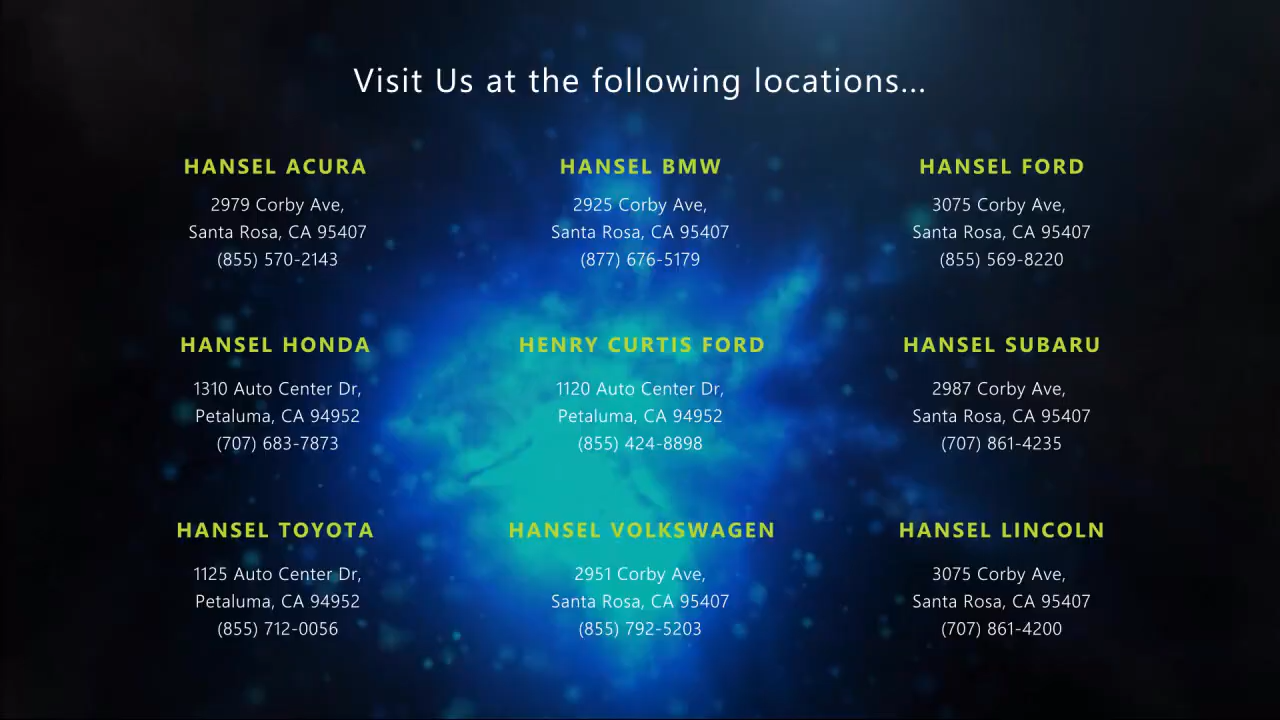 Visit Us at the following locations...
HANSEL ACURA
2979 Corby Ave,
Santa Rosa, CA 95407
(855) 570-2143
HANSEL BMW
2925 Corby Ave,
Santa Rosa, CA 95407
(877) 676-5179
HANSEL FORD
3075 Corby Ave,
Santa Rosa, CA 95407
(855) 569-8220
HANSEL HONDA
1310 Auto Center Dr,
Petaluma, CA 94952
(707) 683-7873
HENRY CURTIS FORD
1120 Auto Center Dr,
Petaluma, CA 94952
(855) 424-8898
HANSEL SUBARU
2987 Corby Ave,
Santa Rosa, CA 95407
(707) 861-4235
HANSEL TOYOTA
1125 Auto Center Dr,
Petaluma, CA 94952
(855) 712-0056
HANSEL VOLKSWAGEN
2951 Corby Ave,
Santa Rosa, CA 95407
(855) 792-5203
HANSEL LINCOLN
3075 Corby Ave,
Santa Rosa, CA 95407
(707) 861-4200